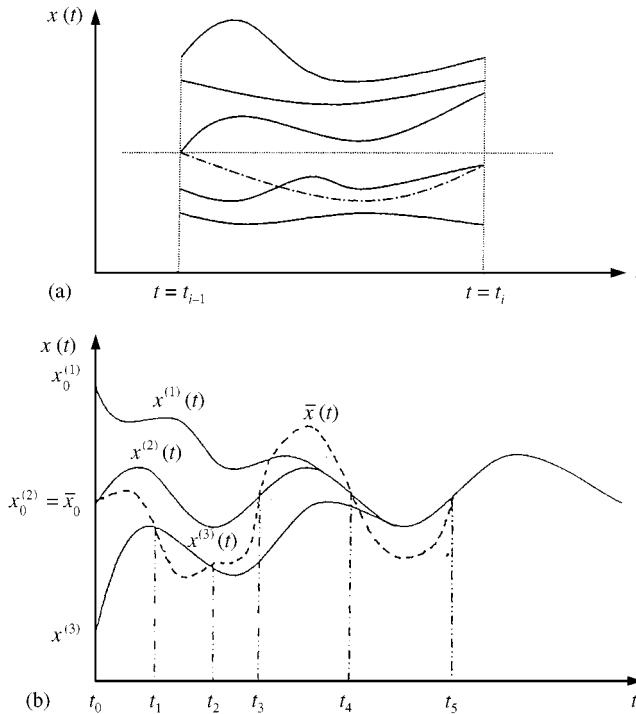 x (t)
(a)
t = t_{i–1}
t = t_i
x (t)
x_0^{(1)}
x^{(1)}(t)
x̄(t)
x^{(2)}(t)
x_0^{(2)} = x̄_0
x^{(3)}(t)
x^{(3)}
(b)
t_0 t_1 t_2 t_3 t_4 t_5 t